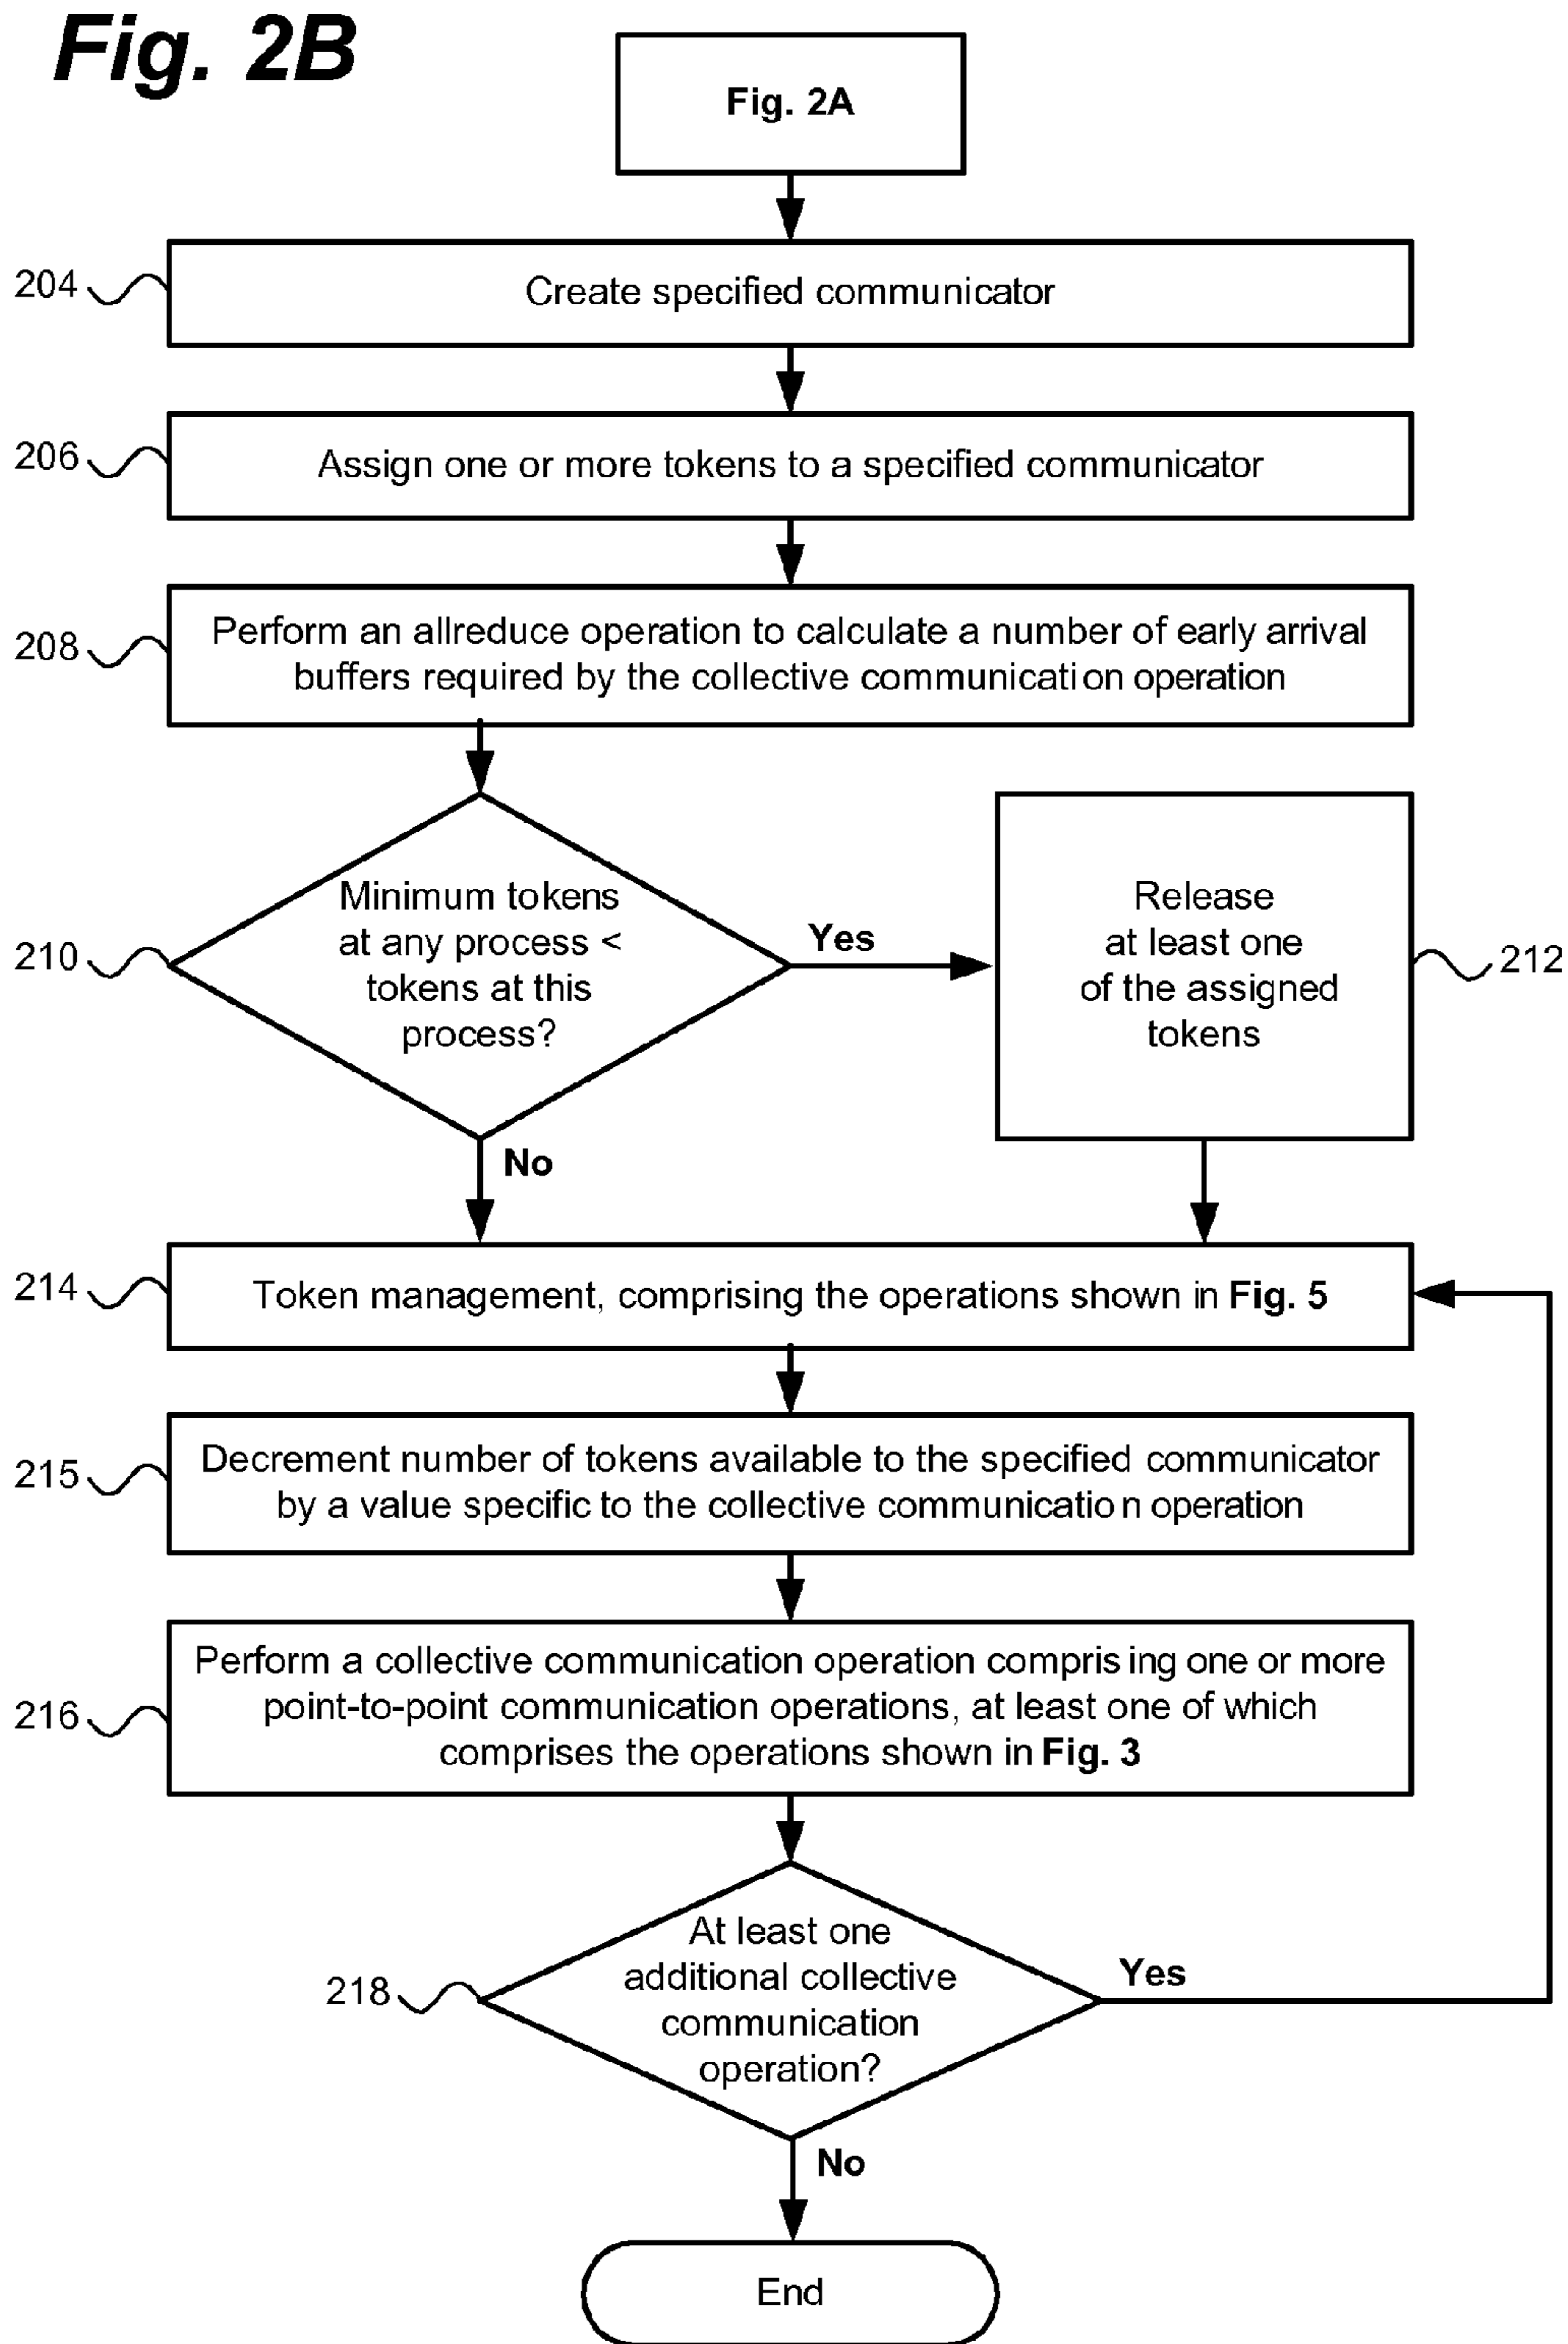 Fig. 2B
Fig. 2A
204
Create specified communicator
206
Assign one or more tokens to a specified communicator
208
Perform an allreduce operation to calculate a number of early arrival
buffers required by the collective communication operation
210
Minimum tokens
at any process <
tokens at this
process?
Yes
Release
at least one
of the assigned
tokens
212
No
214
Token management, comprising the operations shown in Fig. 5
215
Decrement number of tokens available to the specified communicator
by a value specific to the collective communication operation
216
Perform a collective communication operation comprising one or more
point-to-point communication operations, at least one of which
comprises the operations shown in Fig. 3
218
At least one
additional collective
communication
operation?
Yes
No
End